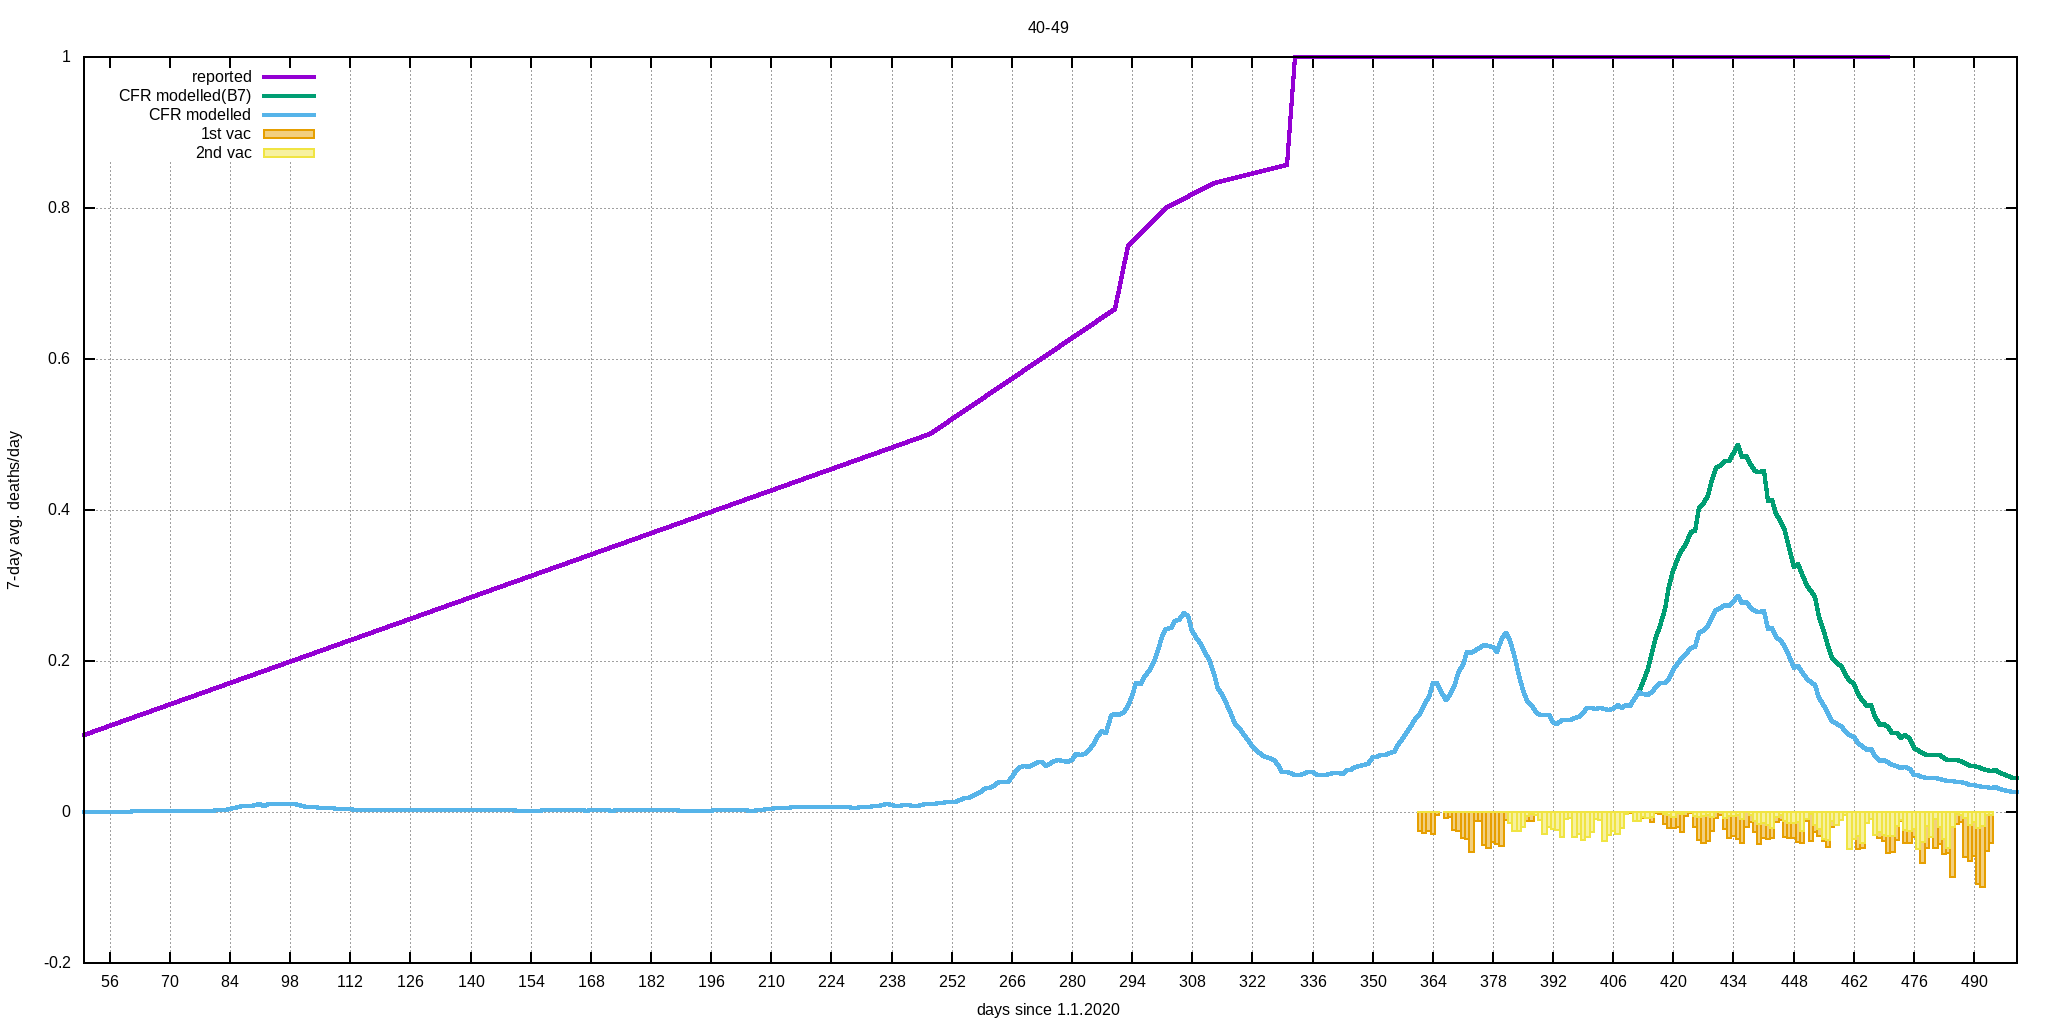 40-49
reported
CFR modelled(B7)
CFR modelled
1st vac
2nd vac
1
0.8
0.6
0.4
0.2
0
-0.2
7-day avg. deaths/day
56 70 84 98 112 126 140 154 168 182 196 210 224 238 252 266 280 294 308 322 336 350 364 378 392 406 420 434 448 462 476 490
days since 1.1.2020